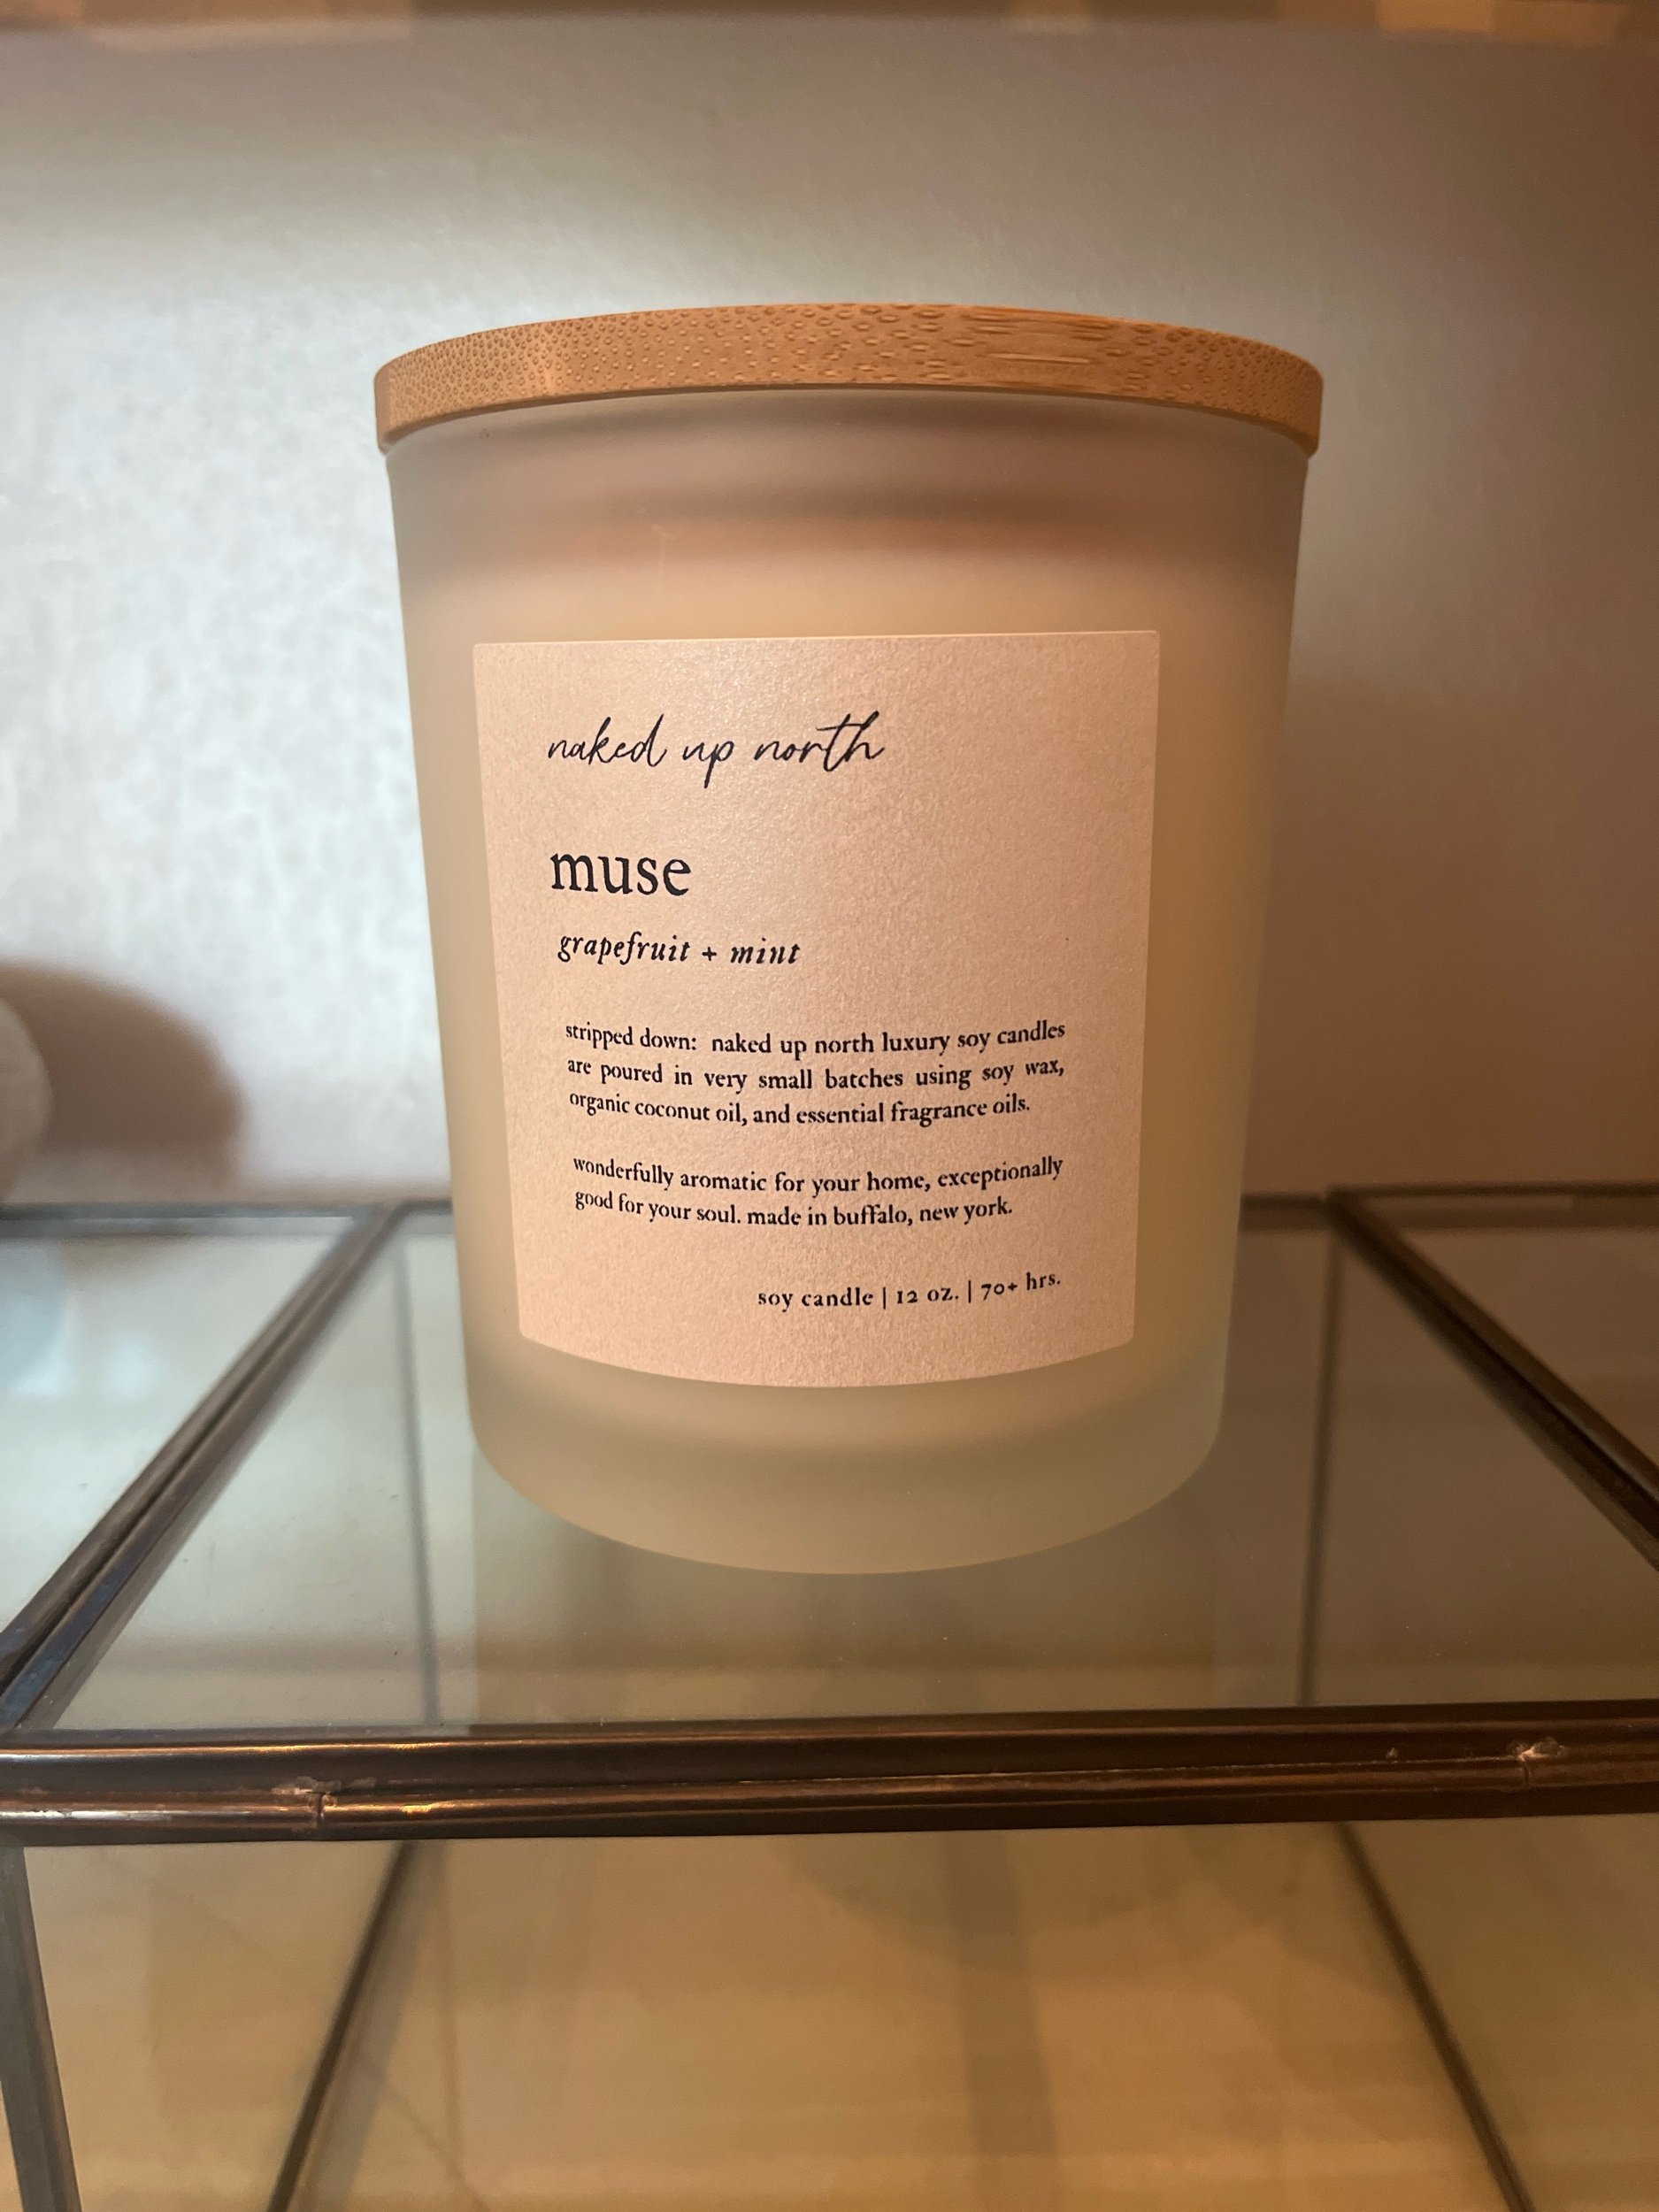 naked up north
muse
grapefruit + mint
stripped down: naked up north luxury soy candles
are poured in very small batches using soy wax,
organic coconut oil, and essential fragrance oils.
wonderfully aromatic for your home, exceptionally
good for your soul. made in buffalo, new york.
soy candle | 12 oz. | 70+ hrs.